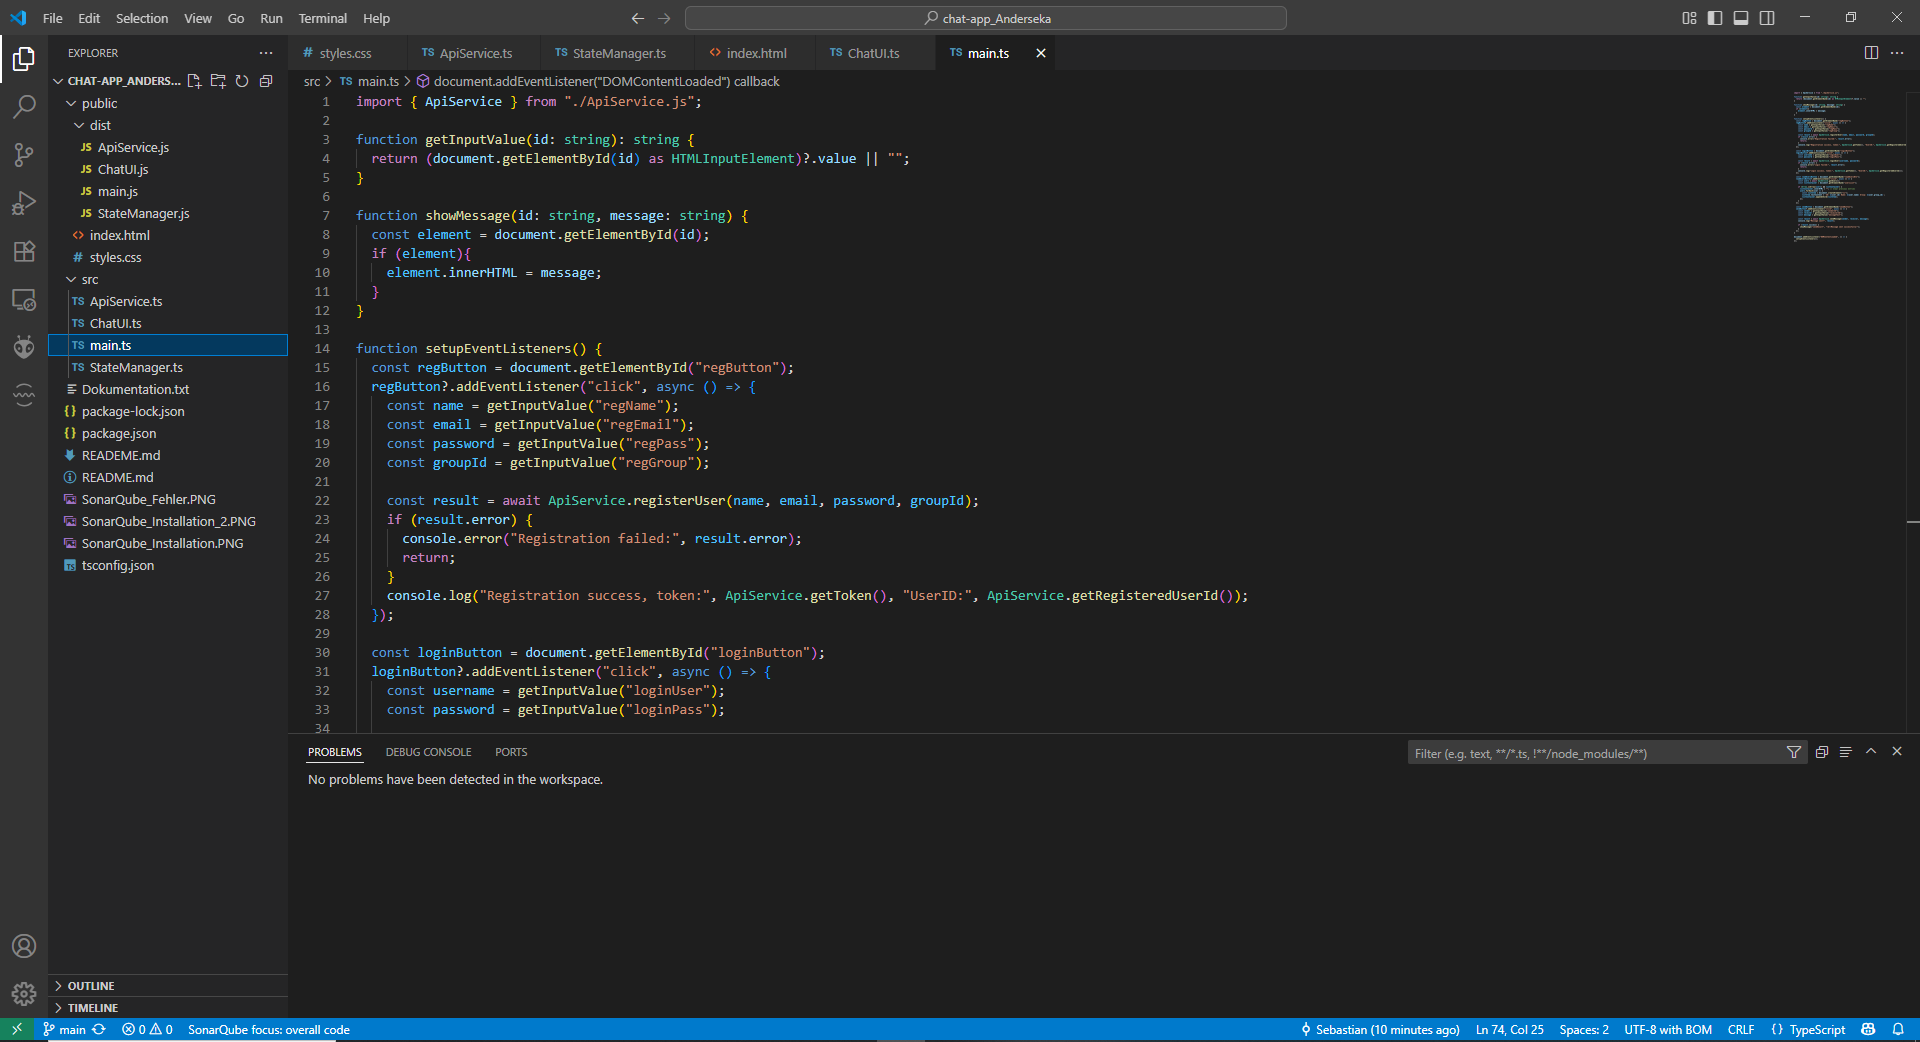 File Edit Selection View Go Run Terminal Help
chat-app_Anderseka
EXPLORER
CHAT-APP_ANDERS...
public
dist
JS ApiService.js
JS ChatUI.js
JS main.js
JS StateManager.js
<> index.html
# styles.css
src
TS ApiService.ts
TS ChatUI.ts
TS main.ts
TS StateManager.ts
Dokumentation.txt
{} package-lock.json
{} package.json
READEME.md
README.md
SonarQube_Fehler.PNG
SonarQube_Installation_2.PNG
SonarQube_Installation.PNG
TS tsconfig.json
OUTLINE
TIMELINE
# styles.css TS ApiService.ts TS StateManager.ts <> index.html TS ChatUI.ts TS main.ts
src > TS main.ts > document.addEventListener("DOMContentLoaded") callback
1 import { ApiService } from "./ApiService.js";
2
3 function getInputValue(id: string): string {
4 return (document.getElementById(id) as HTMLInputElement)?.value || "";
5 }
6
7 function showMessage(id: string, message: string) {
8 const element = document.getElementById(id);
9 if (element){
10 element.innerHTML = message;
11 }
12 }
13
14 function setupEventListeners() {
15 const regButton = document.getElementById("regButton");
16 regButton?.addEventListener("click", async () => {
17 const name = getInputValue("regName");
18 const email = getInputValue("regEmail");
19 const password = getInputValue("regPass");
20 const groupId = getInputValue("regGroup");
21
22 const result = await ApiService.registerUser(name, email, password, groupId);
23 if (result.error) {
24 console.error("Registration failed:", result.error);
25 return;
26 }
27 console.log("Registration success, token:", ApiService.getToken(), "UserID:", ApiService.getRegisteredUserId());
28 });
29
30 const loginButton = document.getElementById("loginButton");
31 loginButton?.addEventListener("click", async () => {
32 const username = getInputValue("loginUser");
33 const password = getInputValue("loginPass");
34
PROBLEMS DEBUG CONSOLE PORTS
Filter (e.g. text, **/*.ts, !**/node_modules/**)
No problems have been detected in the workspace.
main 0 0 SonarQube focus: overall code
Sebastian (10 minutes ago) Ln 74, Col 25 Spaces: 2 UTF-8 with BOM CRLF {} TypeScript